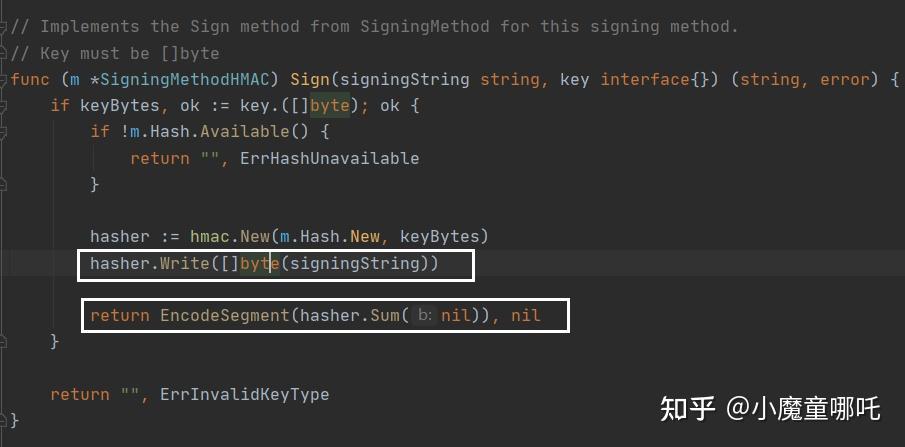 // Implements the Sign method from SigningMethod for this signing method.
// Key must be []byte
func (m *SigningMethodHMAC) Sign(signingString string, key interface{}) (string, error) {
if keyBytes, ok := key.([]byte); ok {
if !m.Hash.Available() {
return "", ErrHashUnavailable
}
hasher := hmac.New(m.Hash.New, keyBytes)
hasher.Write([]byte(signingString))
return EncodeSegment(hasher.Sum( b: nil)), nil
}
return "", ErrInvalidKeyType
}
知乎 @小魔童哪吒